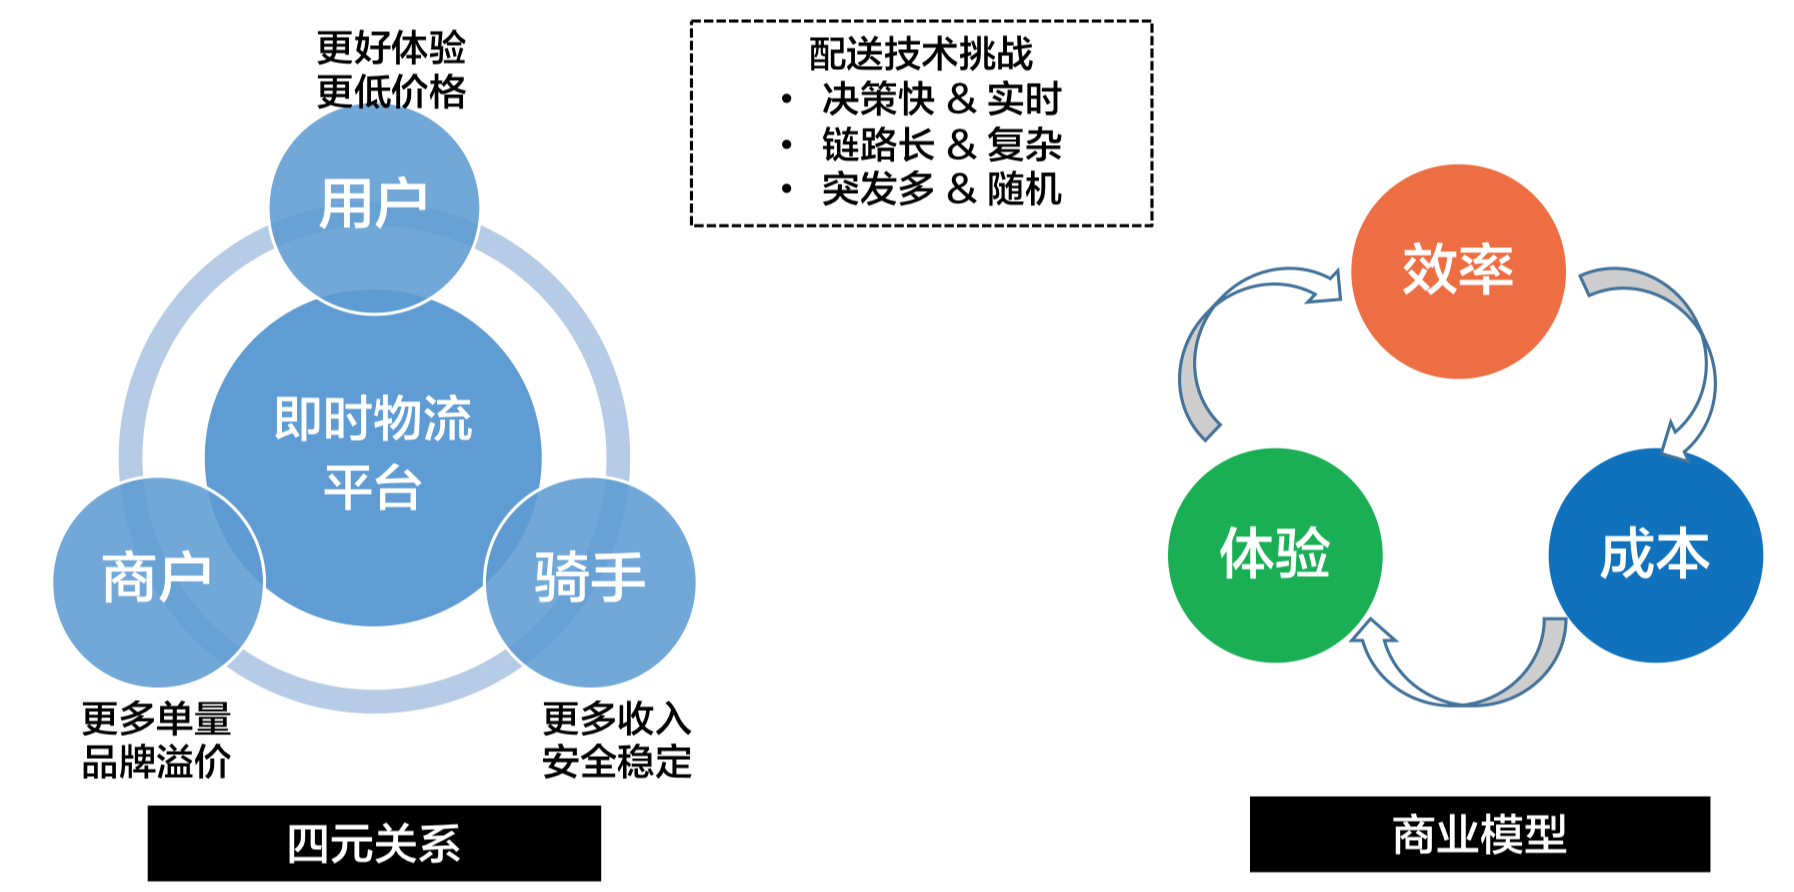 更好体验
更低价格
用户
即时物流
平台
商户
骑手
更多单量
品牌溢价
更多收入
安全稳定
四元关系
配送技术挑战
• 决策快 & 实时
• 链路长 & 复杂
• 突发多 & 随机
效率
体验
成本
商业模型